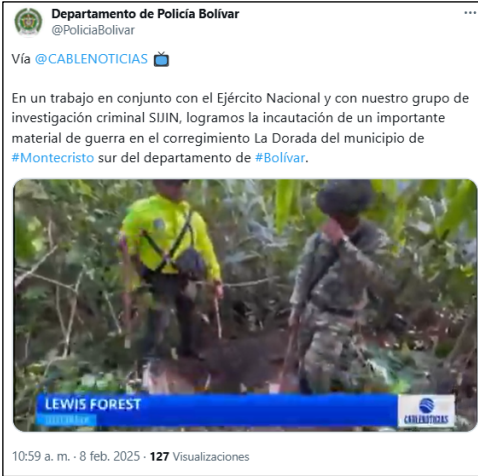 Departamento de Policía Bolívar
@PoliciaBolivar
Vía @CABLENOTICIAS
En un trabajo en conjunto con el Ejército Nacional y con nuestro grupo de
investigación criminal SIJIN, logramos la incautación de un importante
material de guerra en el corregimiento La Dorada del municipio de
#Montecristo sur del departamento de #Bolívar.
LEWIS FOREST
CABLENOTICIAS
10:59 a. m. · 8 feb. 2025 · 127 Visualizaciones